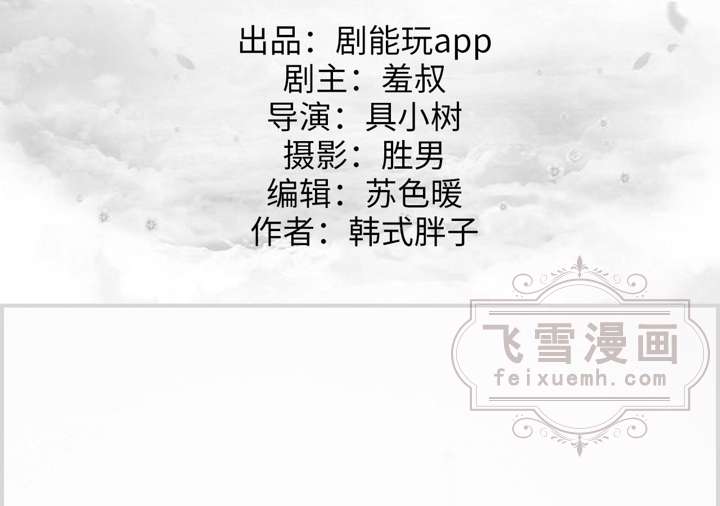 出品：剧能玩app
剧主：羞叔
导演：具小树
摄影：胜男
编辑：苏色暖
作者：韩式胖子
飞雪漫画
feixuemh.com